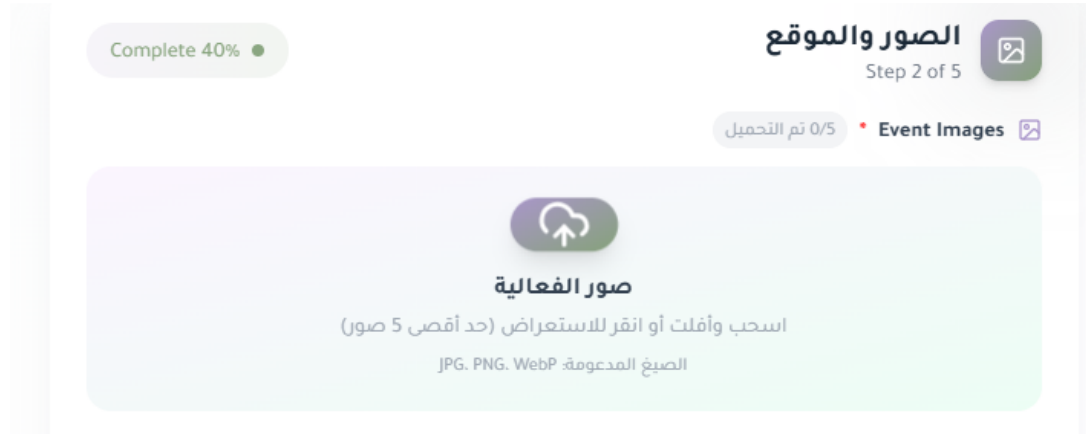 الصور والموقع
Step 2 of 5
Complete 40%
Event Images *
0/5 تم التحميل
صور الفعالية
اسحب وأفلت أو انقر للاستعراض (حد أقصى 5 صور)
الصيغ المدعومة: JPG, PNG, WebP